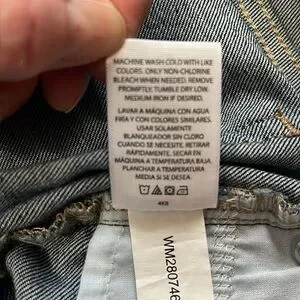 MACHINE WASH COLD WITH LIKE
COLORS. ONLY NON-CHLORINE
BLEACH WHEN NEEDED. REMOVE
PROMPTLY. TUMBLE DRY LOW.
MEDIUM IRON IF DESIRED.
LAVAR A MÁQUINA CON AGUA
FRÍA Y CON COLORES SIMILARES.
USAR SOLAMENTE
BLANQUEADOR SIN CLORO
CUANDO SE NECESITE. RETIRAR
RÁPIDAMENTE. SECAR EN
MÁQUINA A TEMPERATURA BAJA.
PLANCHAR A TEMPERATURA
MEDIA SI SE DESEA.
4KB
WM280746